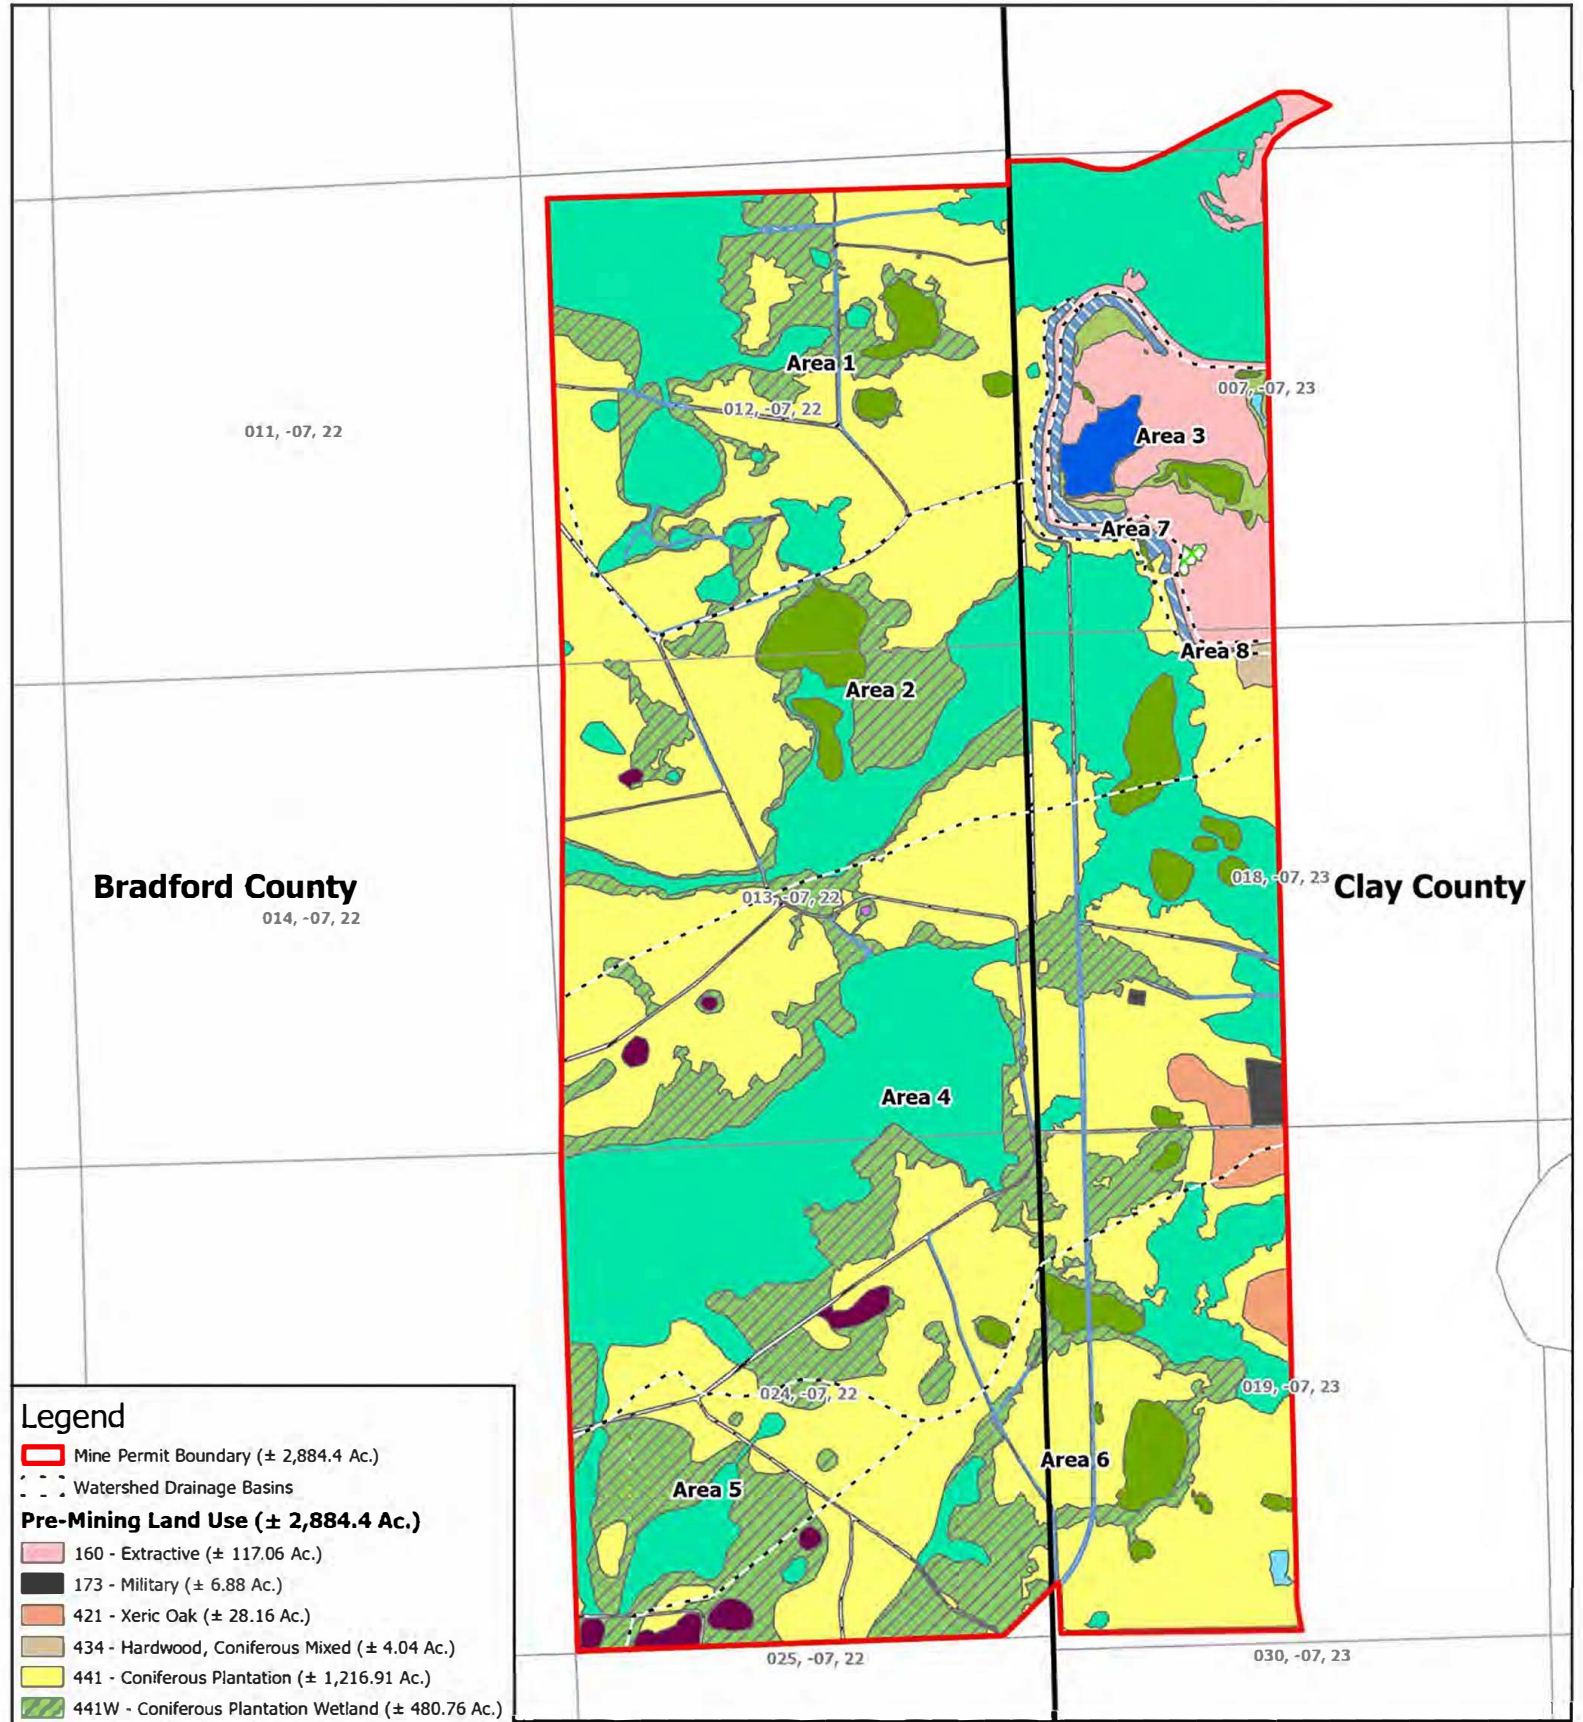 Area 1
007, -07, 23
012, -07, 22
011, -07, 22
Area 3
Area 7
Area 8
Area 2
018, -07, 23
Bradford County
Clay County
013, -07, 22
014, -07, 22
Area 4
024, -07, 22
019, -07, 23
Area 6
Area 5
025, -07, 22
030, -07, 23
Legend
Mine Permit Boundary (± 2,884.4 Ac.)
Watershed Drainage Basins
Pre-Mining Land Use (± 2,884.4 Ac.)
160 - Extractive (± 117.06 Ac.)
173 - Military (± 6.88 Ac.)
421 - Xeric Oak (± 28.16 Ac.)
434 - Hardwood, Coniferous Mixed (± 4.04 Ac.)
441 - Coniferous Plantation (± 1,216.91 Ac.)
441W - Coniferous Plantation Wetland (± 480.76 Ac.)